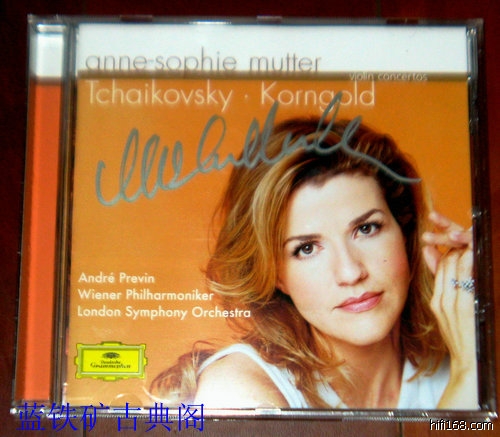 anne-sophie mutter
violin concertos
Tchaikovsky · Korngold
André Previn
Wiener Philharmoniker
London Symphony Orchestra
Deutsche
Grammophon
蓝铁矿古典阁
hifi168.com